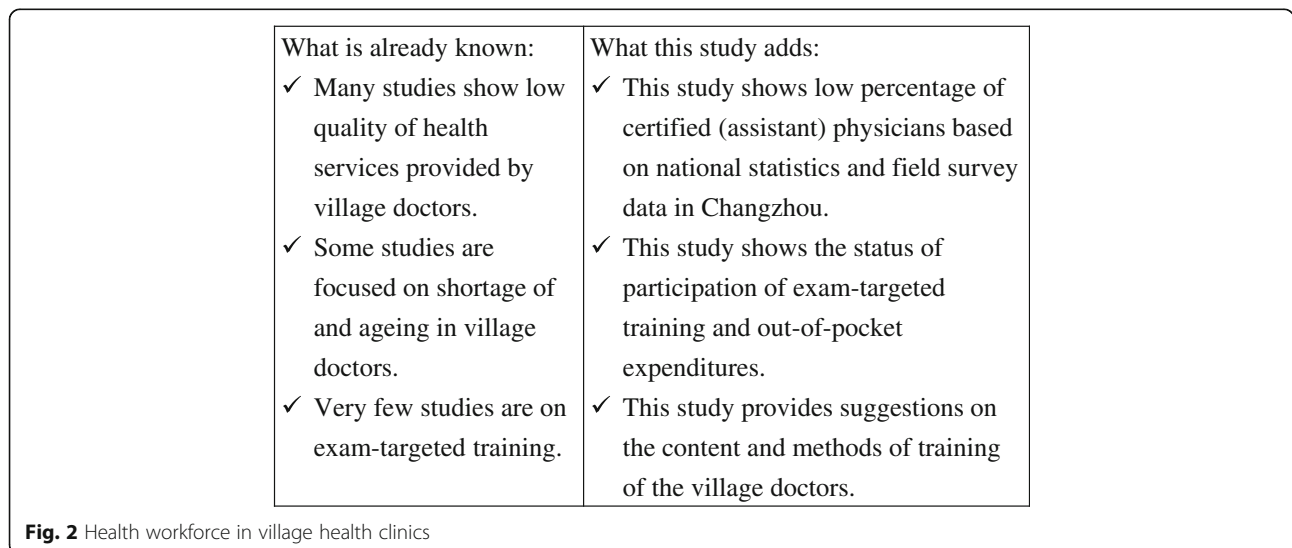 What is already known:
✓ Many studies show low
quality of health
services provided by
village doctors.
✓ Some studies are
focused on shortage of
and ageing in village
doctors.
✓ Very few studies are on
exam-targeted training.
What this study adds:
✓ This study shows low percentage of
certified (assistant) physicians based
on national statistics and field survey
data in Changzhou.
✓ This study shows the status of
participation of exam-targeted
training and out-of-pocket
expenditures.
✓ This study provides suggestions on
the content and methods of training
of the village doctors.
Fig. 2 Health workforce in village health clinics